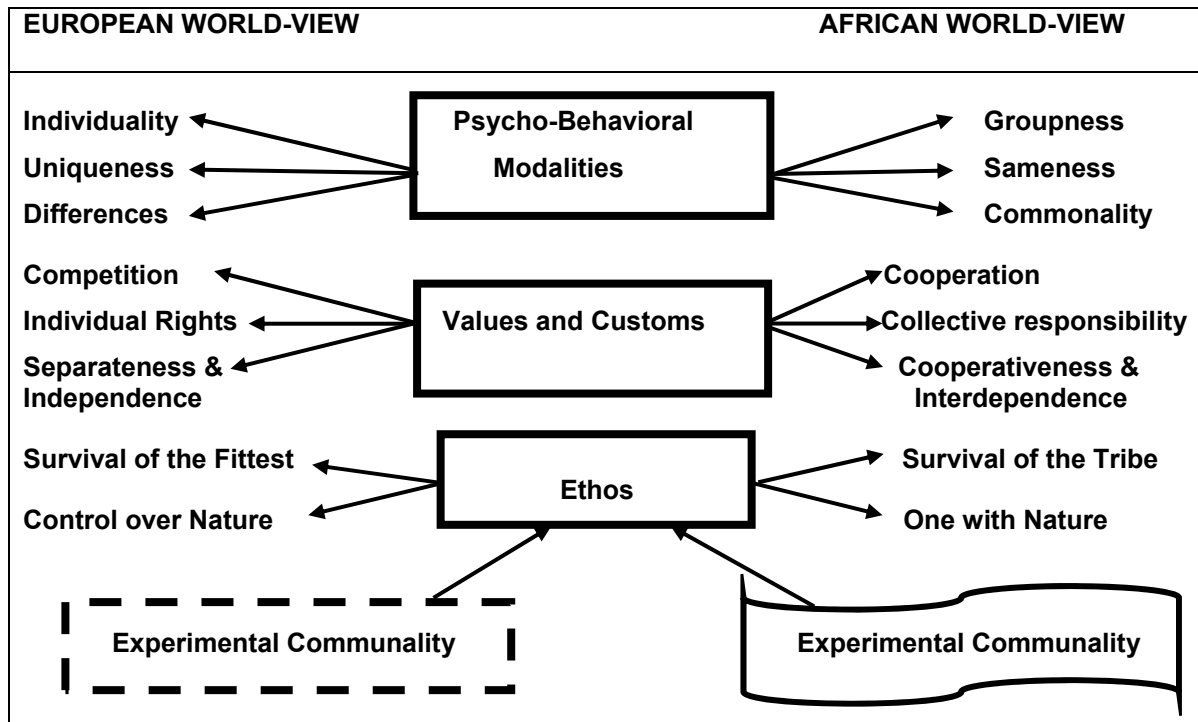 EUROPEAN WORLD-VIEW
AFRICAN WORLD-VIEW
Individuality
Uniqueness
Differences
Psycho-Behavioral
Modalities
Groupness
Sameness
Commonality
Competition
Individual Rights
Separateness &
Independence
Values and Customs
Cooperation
Collective responsibility
Cooperativeness &
Interdependence
Survival of the Fittest
Control over Nature
Ethos
Survival of the Tribe
One with Nature
Experimental Communality
Experimental Communality